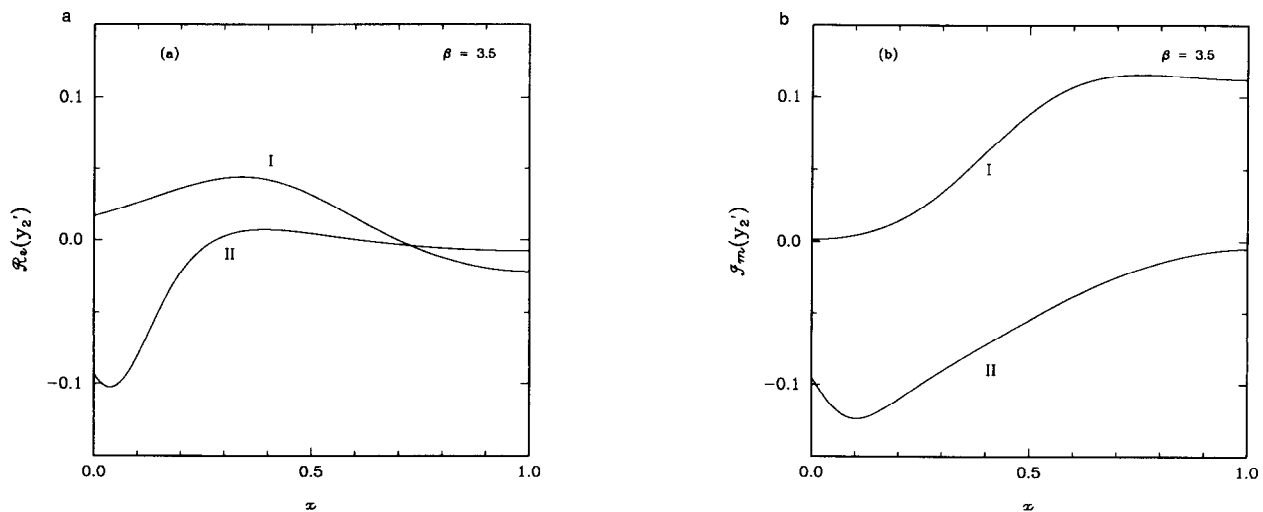 a
(a)
β = 3.5
0.1
0.0
−0.1
I
II
ℛℯ(y₂')
0.0
0.5
1.0
x
b
(b)
β = 3.5
0.1
0.0
−0.1
I
II
ℐ𝓂(y₂')
0.0
0.5
1.0
x